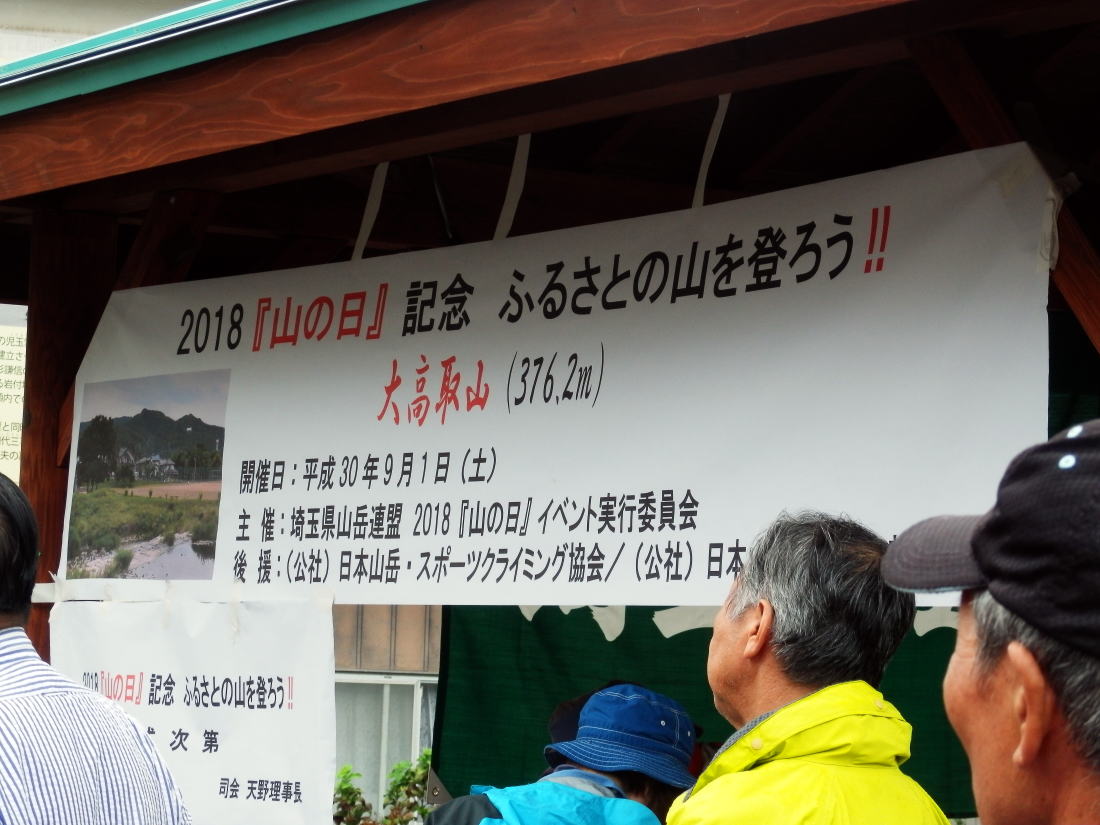 2018『山の日』記念 ふるさとの山を登ろう!!
大高取山(376.2m)
開催日：平成30年9月1日(土)
主 催：埼玉県山岳連盟 2018『山の日』イベント実行委員会
後 援：(公社)日本山岳・スポーツクライミング協会／(公社)日本
2018『山の日』記念 ふるさとの山を登ろう!!
次 第
司会 天野理事長